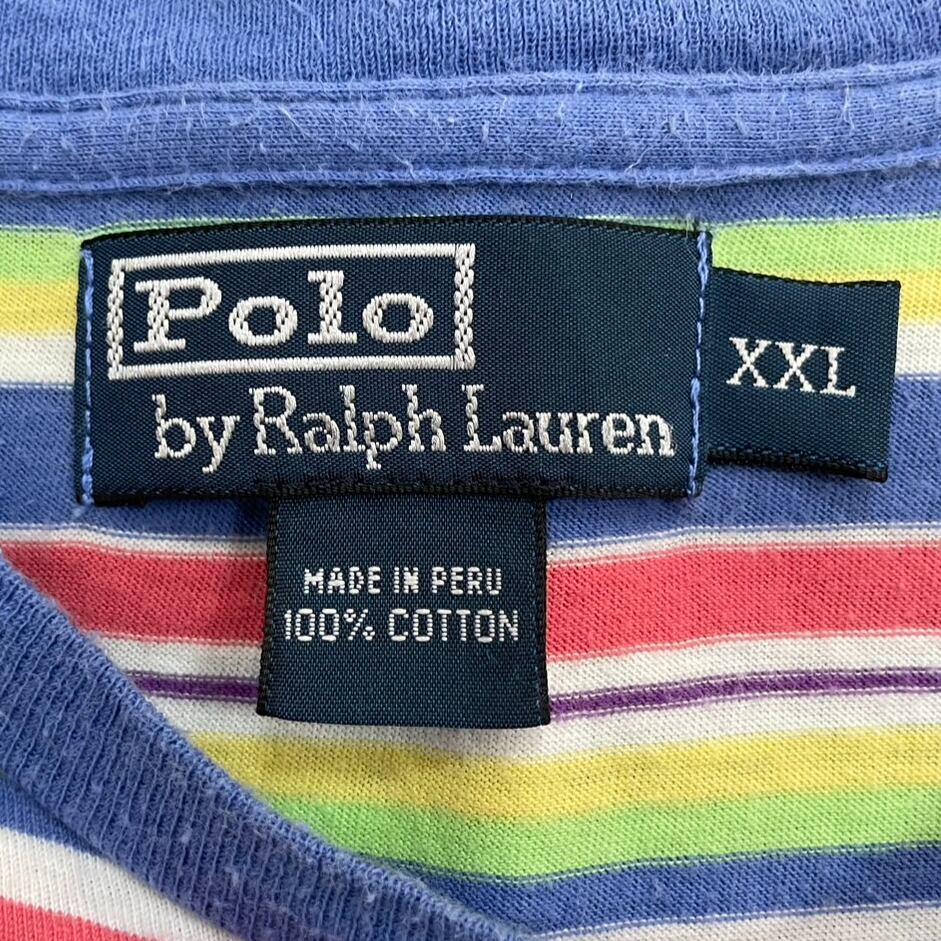 Polo
by Ralph Lauren
XXL
MADE IN PERU
100% COTTON